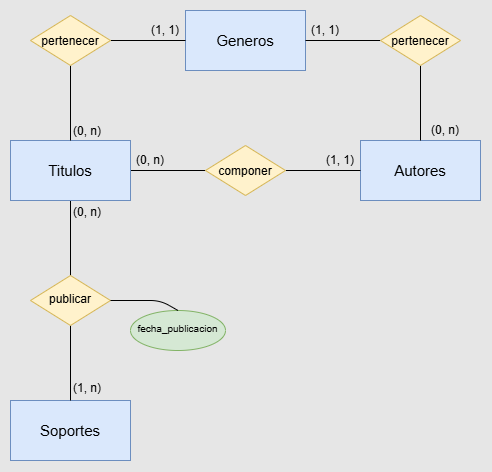 (1, 1)
Generos
(1, 1)
pertenecer
pertenecer
(0, n)
(0, n)
Titulos
(0, n)
componer
(1, 1)
Autores
(0, n)
publicar
fecha_publicacion
(1, n)
Soportes